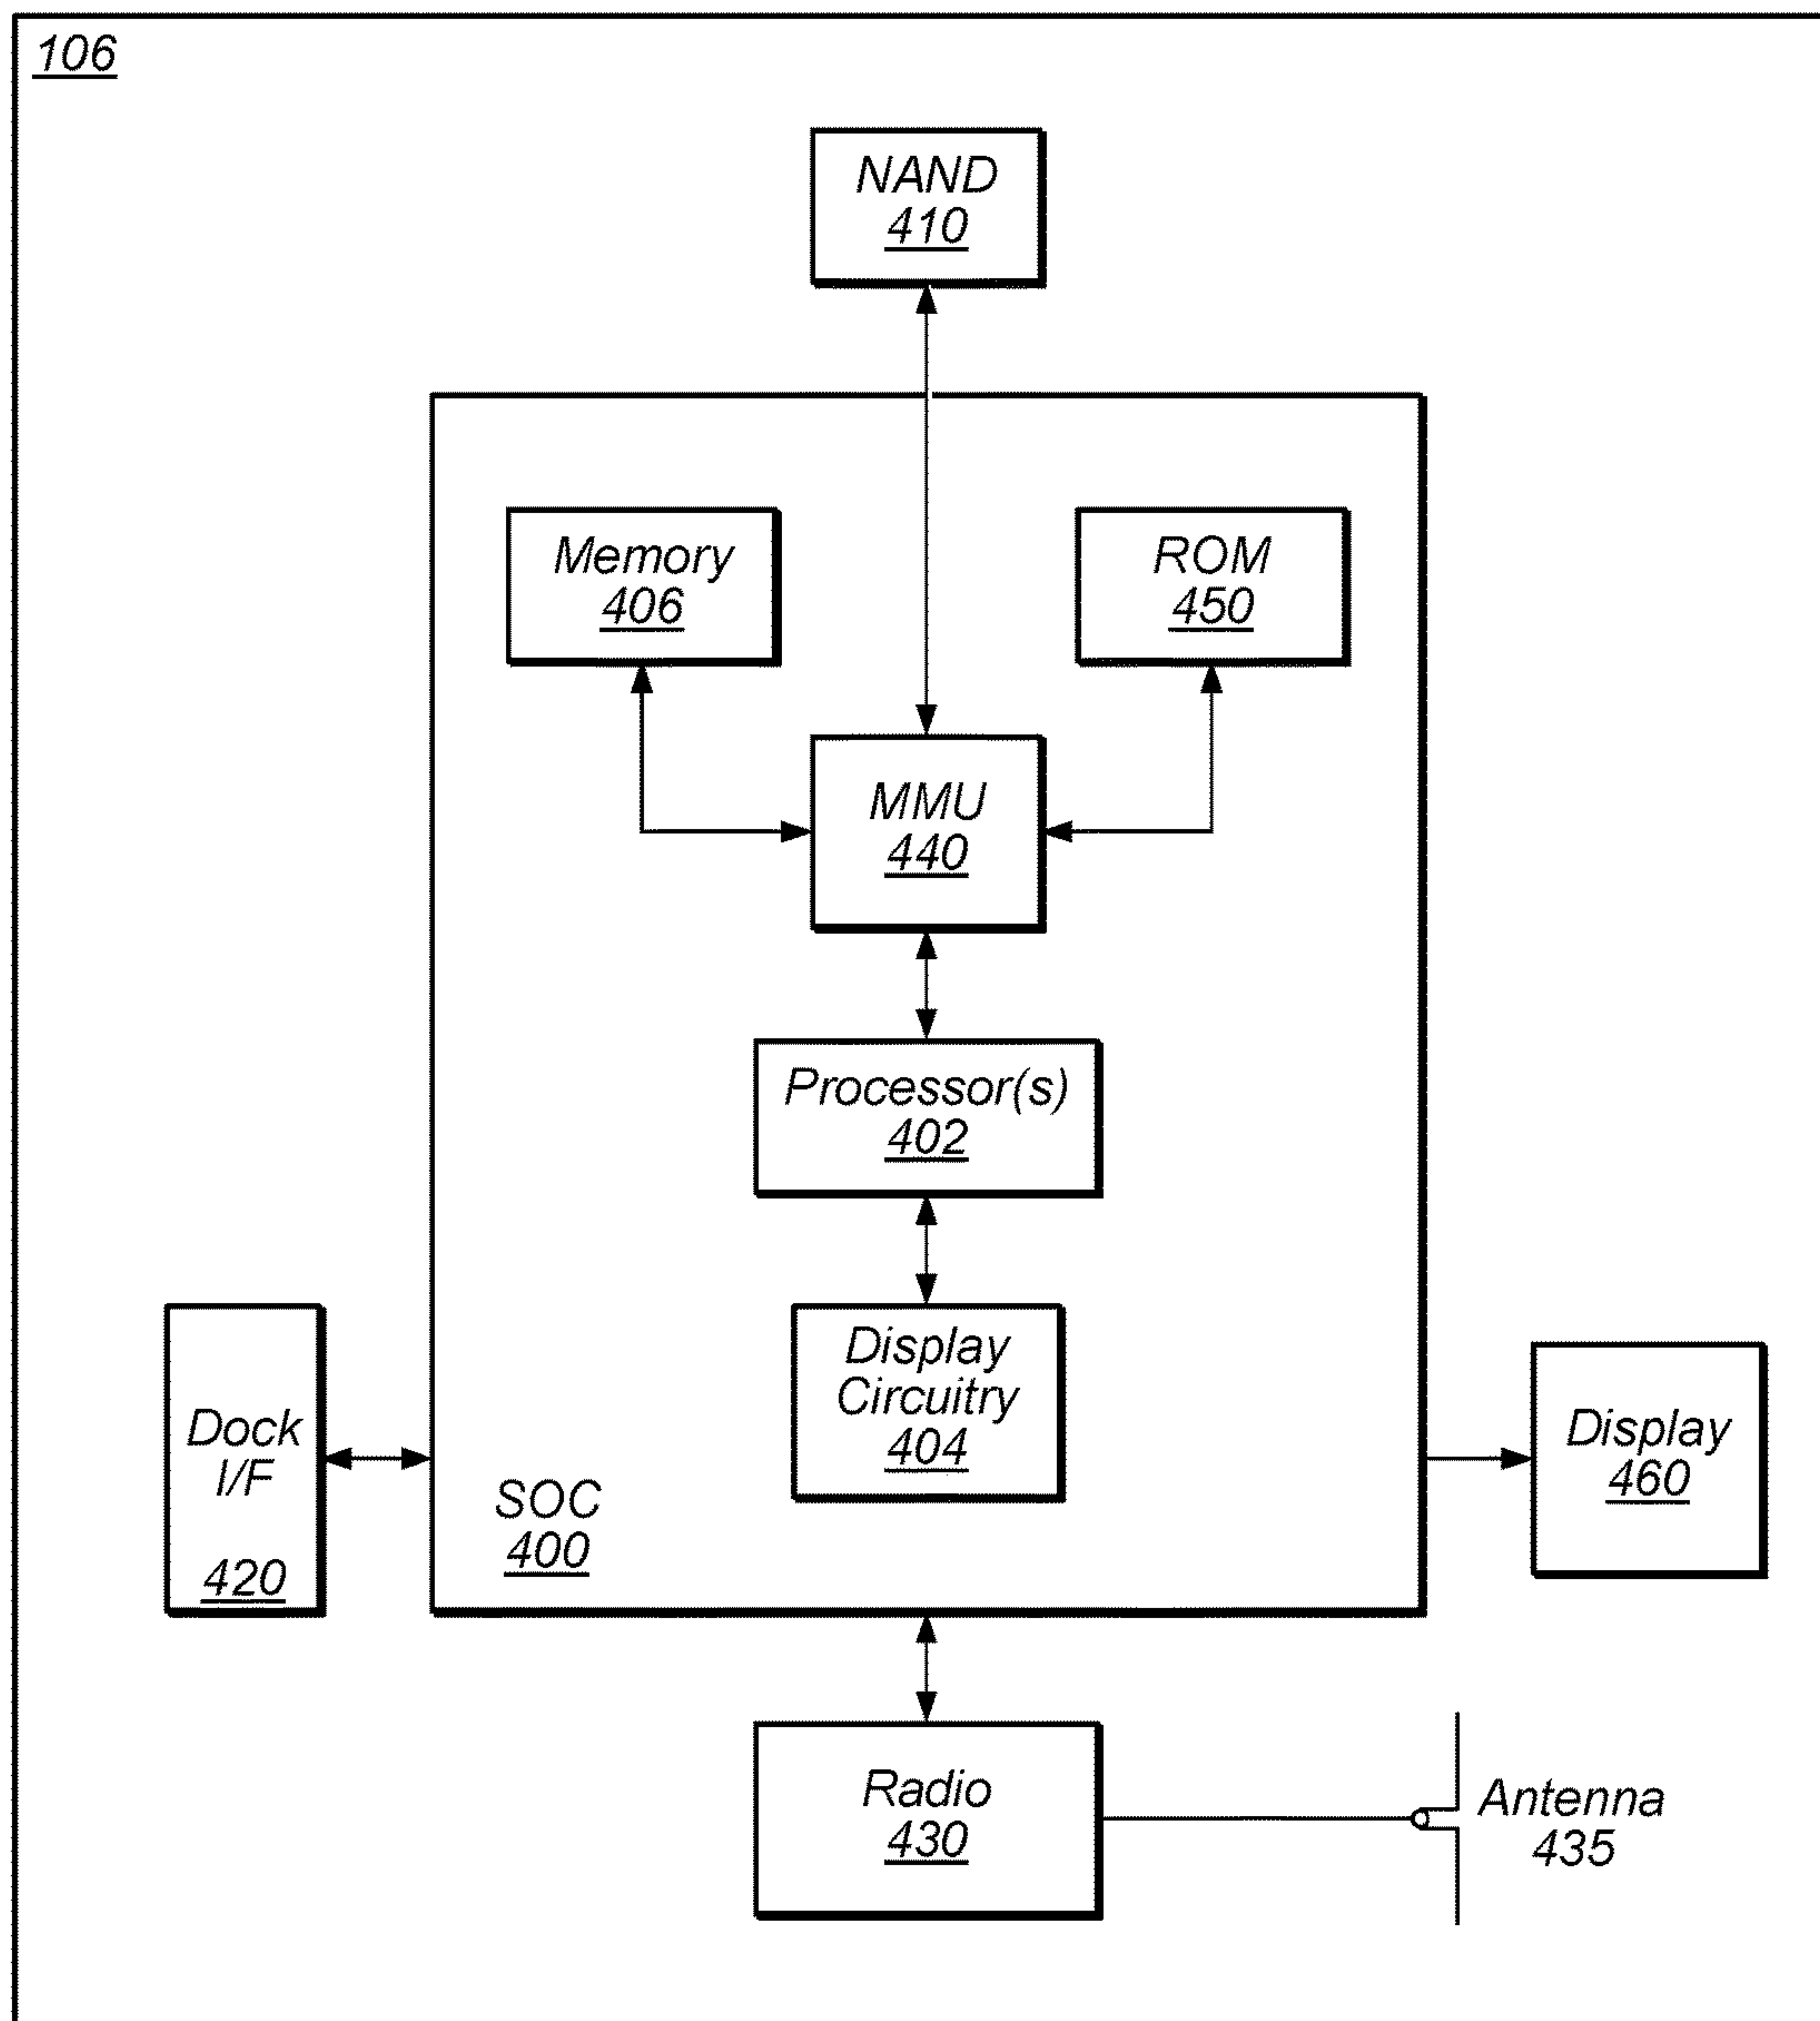 106
NAND
410
Memory
406
ROM
450
MMU
440
Processor(s)
402
Display
Circuitry
404
Dock
I/F
420
SOC
400
Display
460
Radio
430
Antenna
435